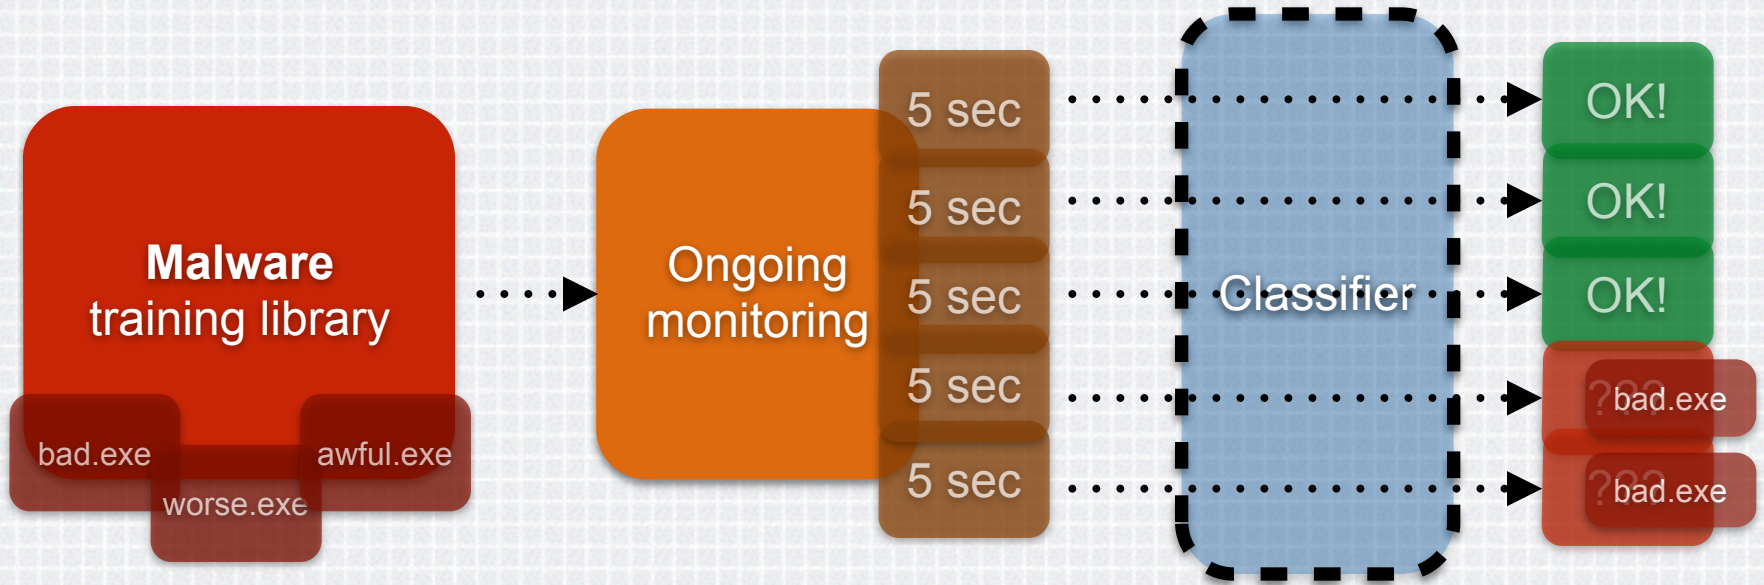 Malware
training library
bad.exe
awful.exe
worse.exe
Ongoing
monitoring
5 sec
5 sec
5 sec
5 sec
5 sec
Classifier
OK!
OK!
OK!
???
bad.exe
???
bad.exe